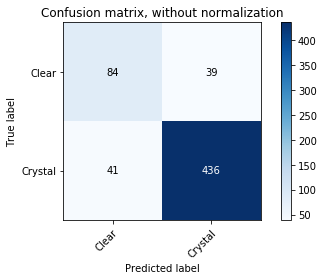 Confusion matrix, without normalization
True label
Clear
Crystal
84
39
41
436
Clear
Crystal
Predicted label
400
350
300
250
200
150
100
50